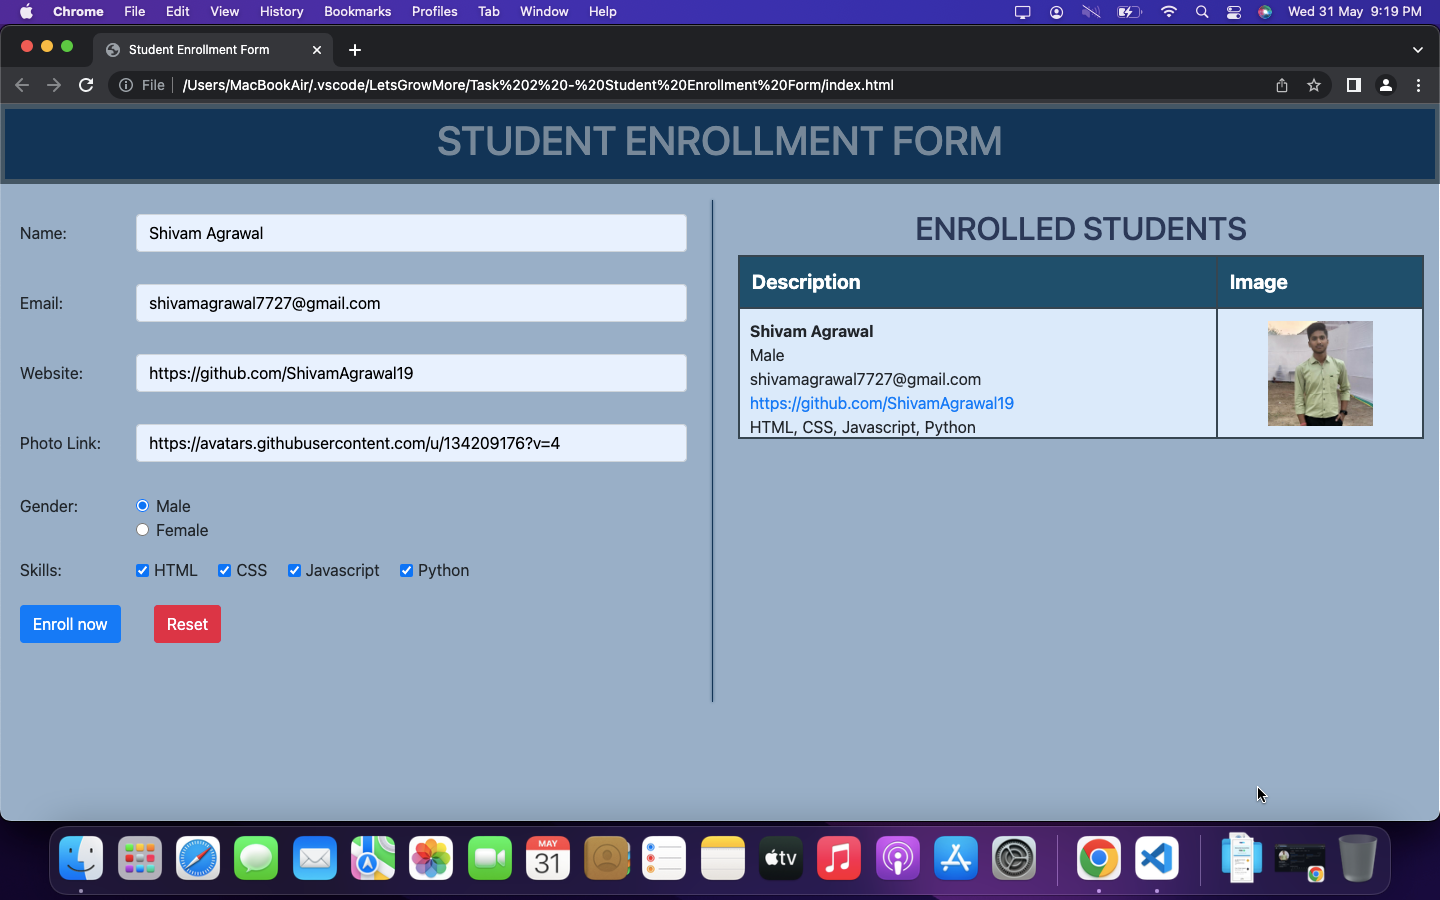 Chrome File Edit View History Bookmarks Profiles Tab Window Help Wed 31 May 9:19 PM
Student Enrollment Form
File /Users/MacBookAir/.vscode/LetsGrowMore/Task%202%20-%20Student%20Enrollment%20Form/index.html
STUDENT ENROLLMENT FORM
Name: Shivam Agrawal
Email: shivamagrawal7727@gmail.com
Website: https://github.com/ShivamAgrawal19
Photo Link: https://avatars.githubusercontent.com/u/134209176?v=4
Gender: Male
Female
Skills: HTML CSS Javascript Python
Enroll now Reset
ENROLLED STUDENTS
Description Image
Shivam Agrawal
Male
shivamagrawal7727@gmail.com
https://github.com/ShivamAgrawal19
HTML, CSS, Javascript, Python
MAY
31
tv